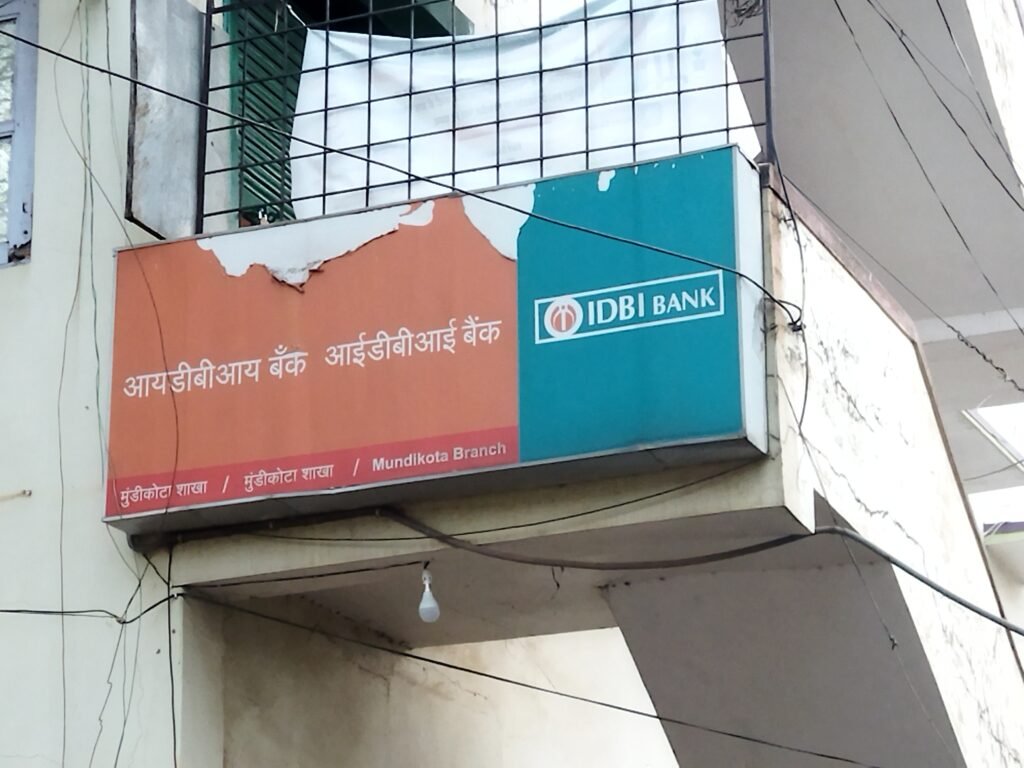 आयडीबीआय बँक आईडीबीआई बैंक
IDBI BANK
मुंडीकोटा शाखा / मुंडीकोटा शाखा / Mundikota Branch